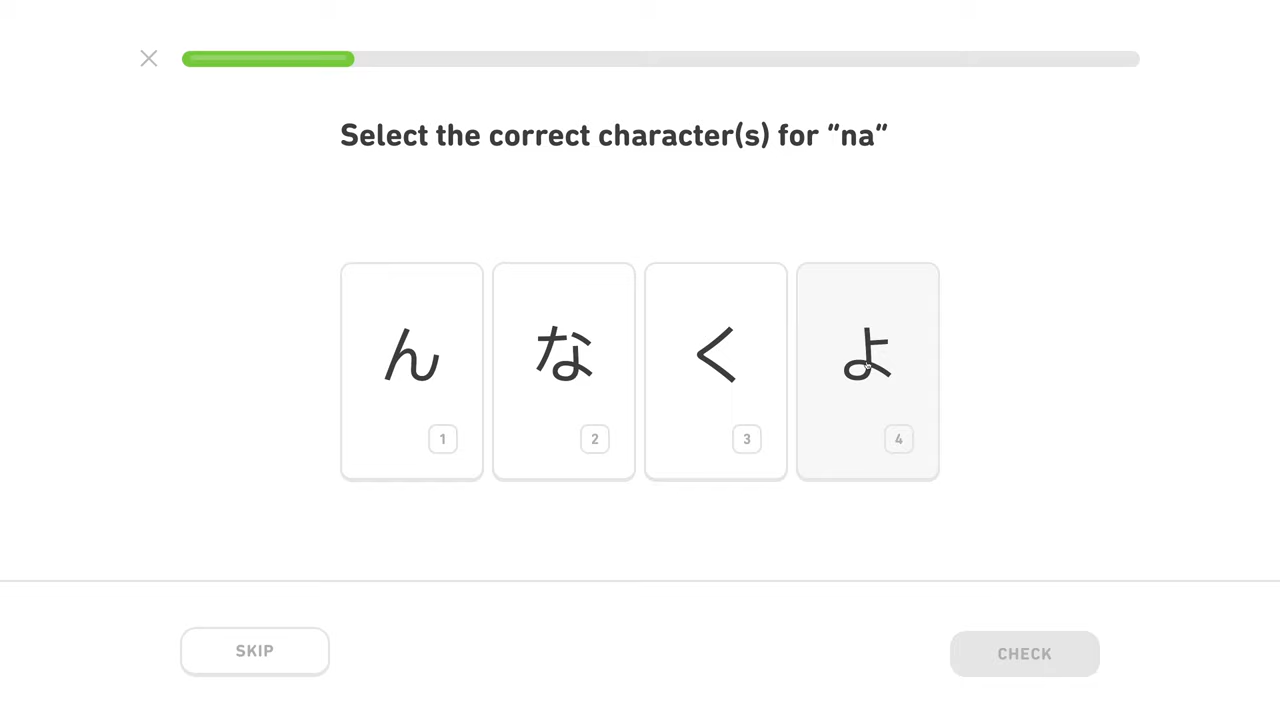 Select the correct character(s) for “na”
ん な く よ
1 2 3 4
SKIP CHECK